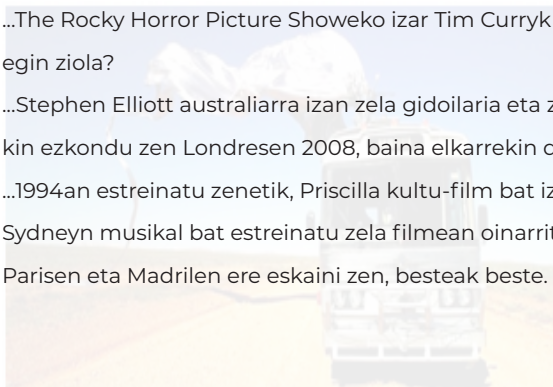 ...The Rocky Horror Picture Showeko izar Tim Curryk
egin ziola?
...Stephen Elliott australiarra izan zela gidoilaria eta
kin ezkondu zen Londresen 2008, baina elkarrekin
...1994an estreinatu zenetik, Priscilla kultu-film bat
Sydneyn musikal bat estreinatu zela filmean
Parisen eta Madrilen ere eskaini zen, besteak beste.